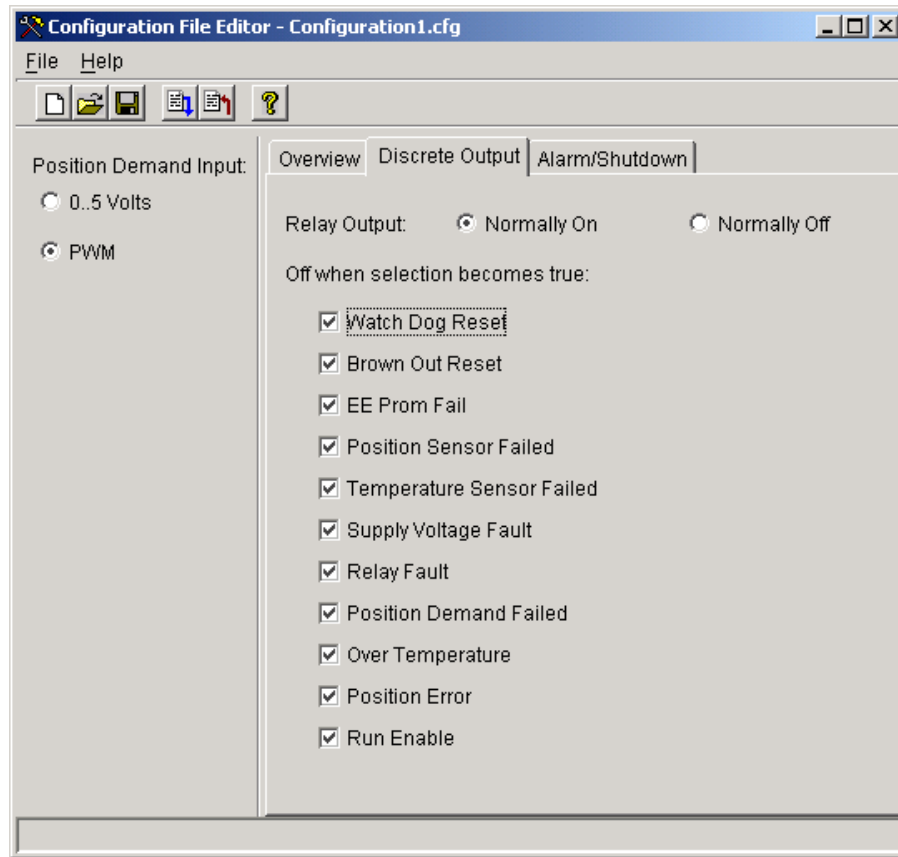 Configuration File Editor - Configuration1.cfg
File Help
Position Demand Input:
0..5 Volts
PWM
Overview Discrete Output Alarm/Shutdown
Relay Output: Normally On Normally Off
Off when selection becomes true:
Watch Dog Reset
Brown Out Reset
EE Prom Fail
Position Sensor Failed
Temperature Sensor Failed
Supply Voltage Fault
Relay Fault
Position Demand Failed
Over Temperature
Position Error
Run Enable